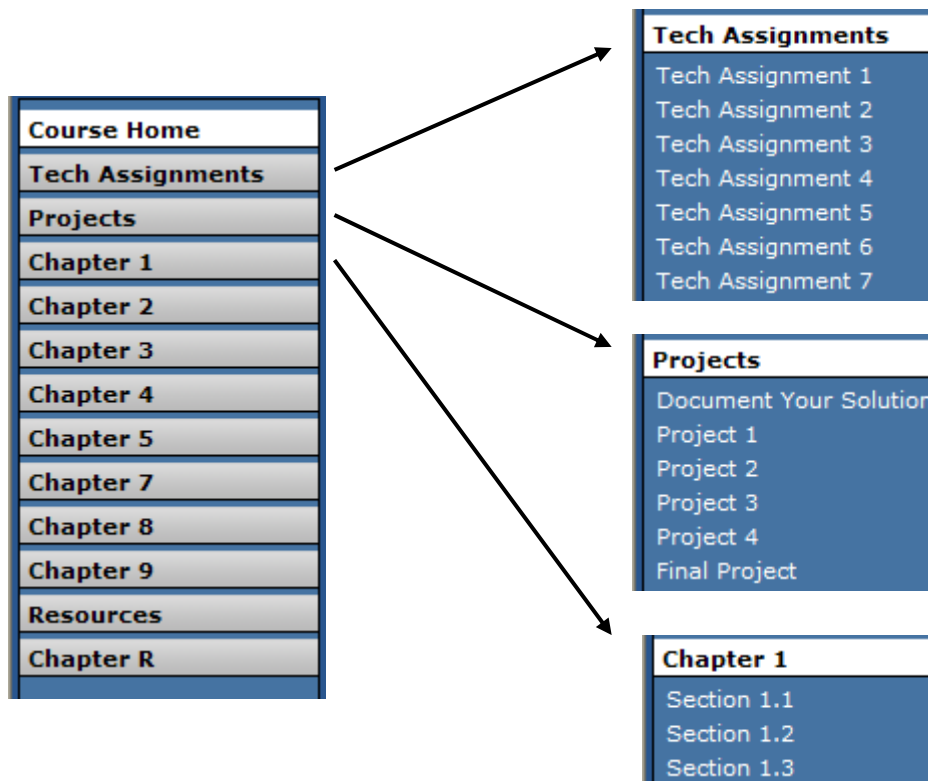 Course Home
Tech Assignments
Projects
Chapter 1
Chapter 2
Chapter 3
Chapter 4
Chapter 5
Chapter 7
Chapter 8
Chapter 9
Resources
Chapter R
Tech Assignments
Tech Assignment 1
Tech Assignment 2
Tech Assignment 3
Tech Assignment 4
Tech Assignment 5
Tech Assignment 6
Tech Assignment 7
Projects
Document Your Solution
Project 1
Project 2
Project 3
Project 4
Final Project
Chapter 1
Section 1.1
Section 1.2
Section 1.3